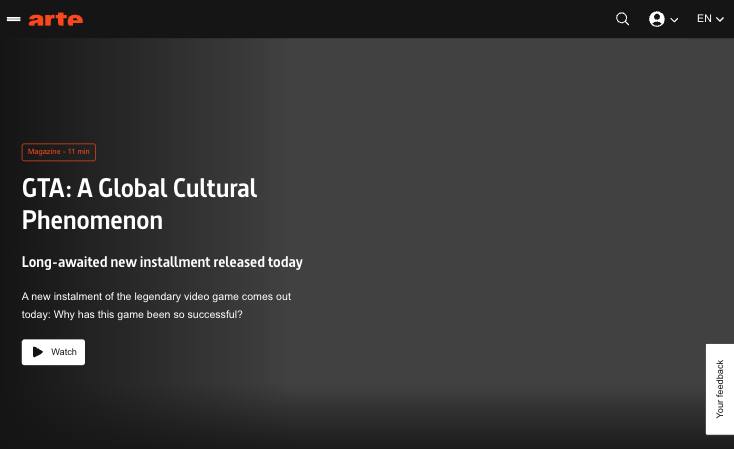 arte
EN
Magazine - 11 min
GTA: A Global Cultural
Phenomenon
Long-awaited new installment released today
A new instalment of the legendary video game comes out
today: Why has this game been so successful?
Watch
Your feedback